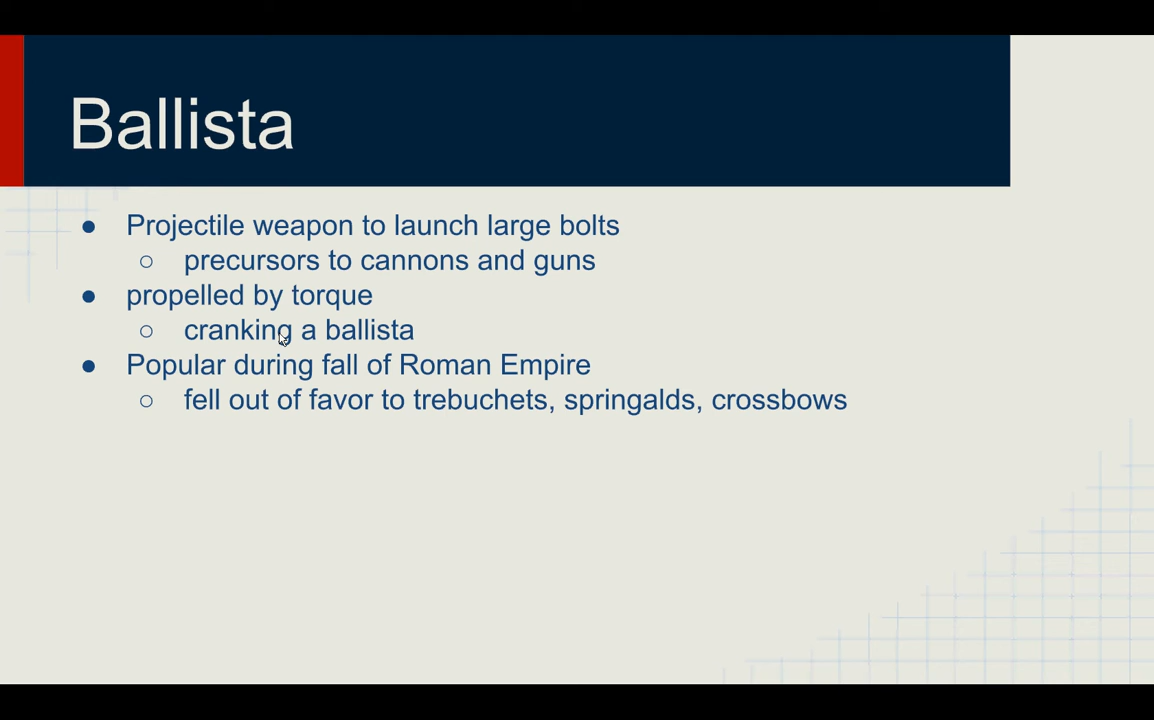 Ballista
● Projectile weapon to launch large bolts
○ precursors to cannons and guns
● propelled by torque
○ cranking a ballista
● Popular during fall of Roman Empire
○ fell out of favor to trebuchets, springalds, crossbows